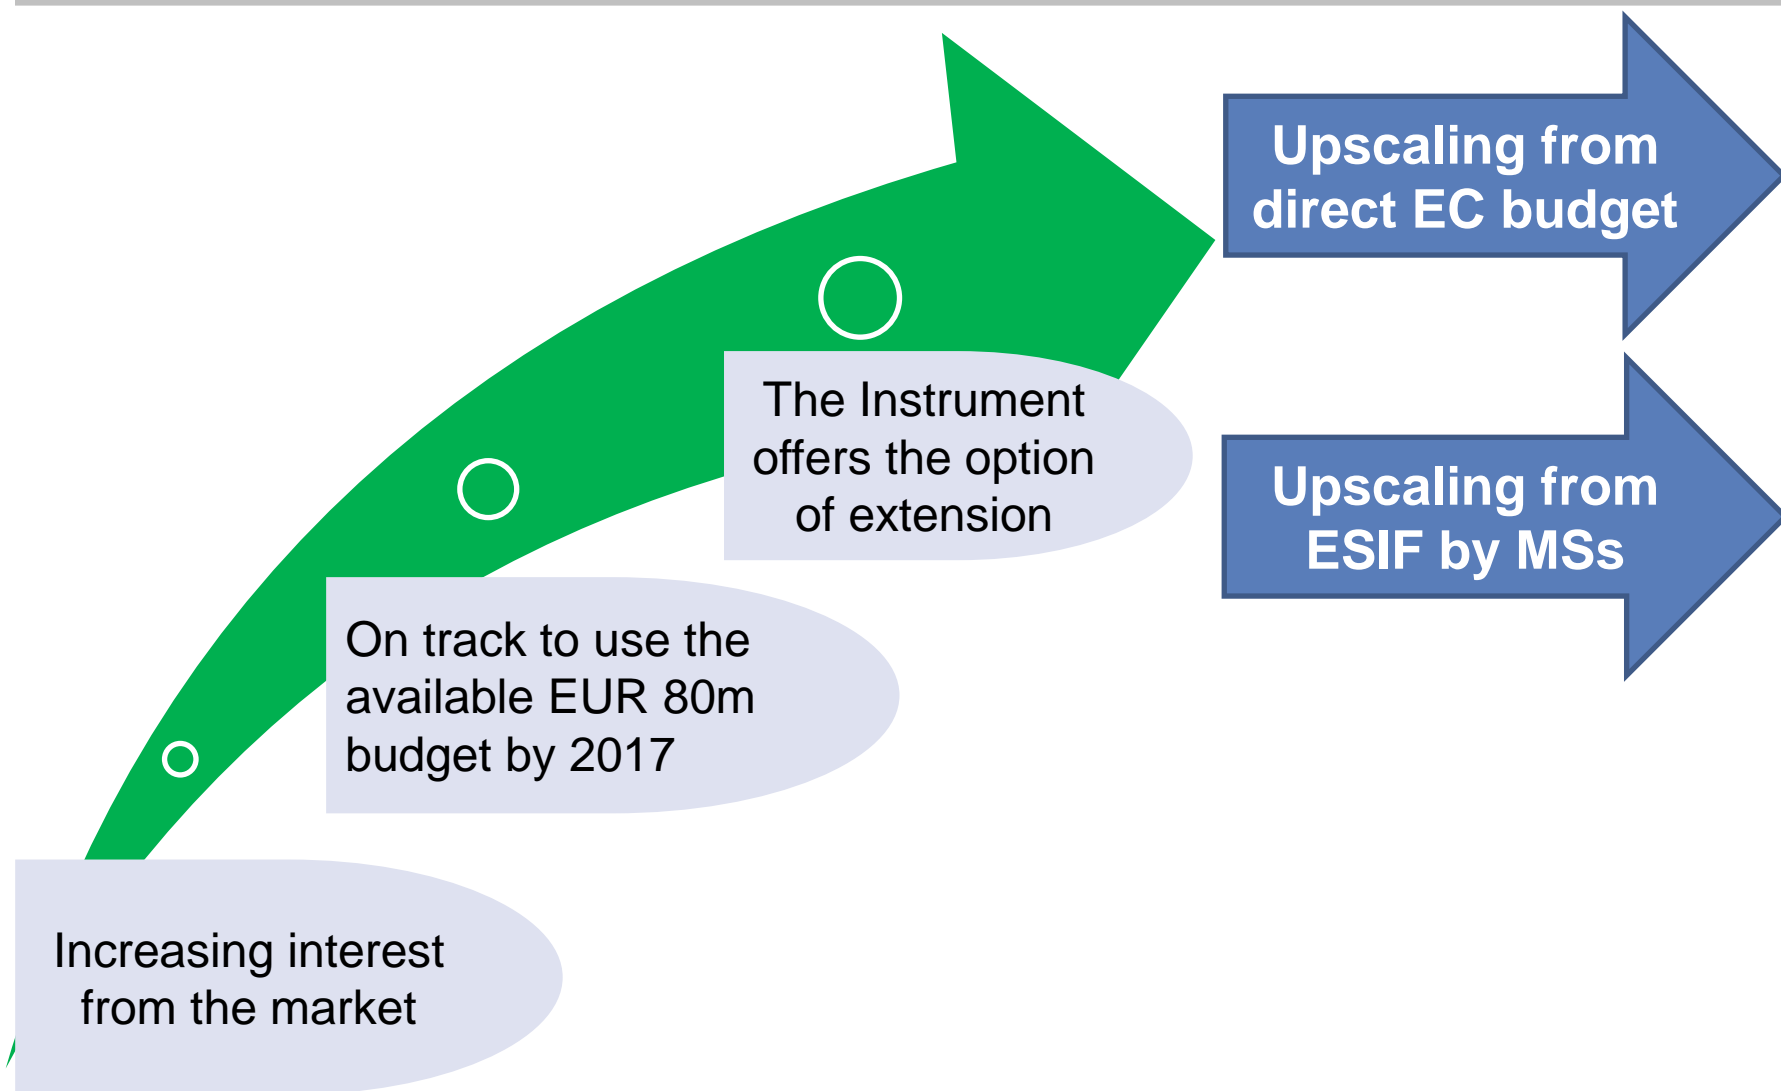 Upscaling from
direct EC budget
The Instrument
offers the option
of extension
Upscaling from
ESIF by MSs
On track to use the
available EUR 80m
budget by 2017
Increasing interest
from the market